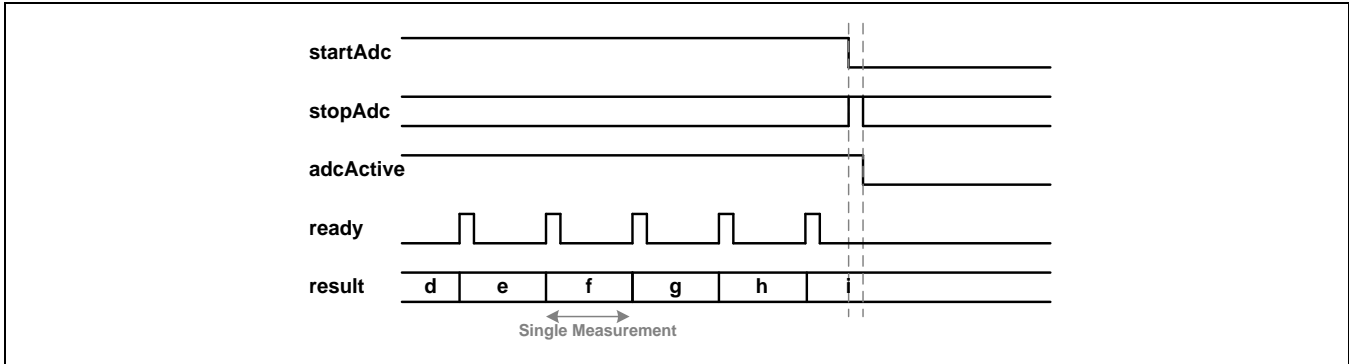 startAdc
stopAdc
adcActive
ready
result d e f g h i
Single Measurement